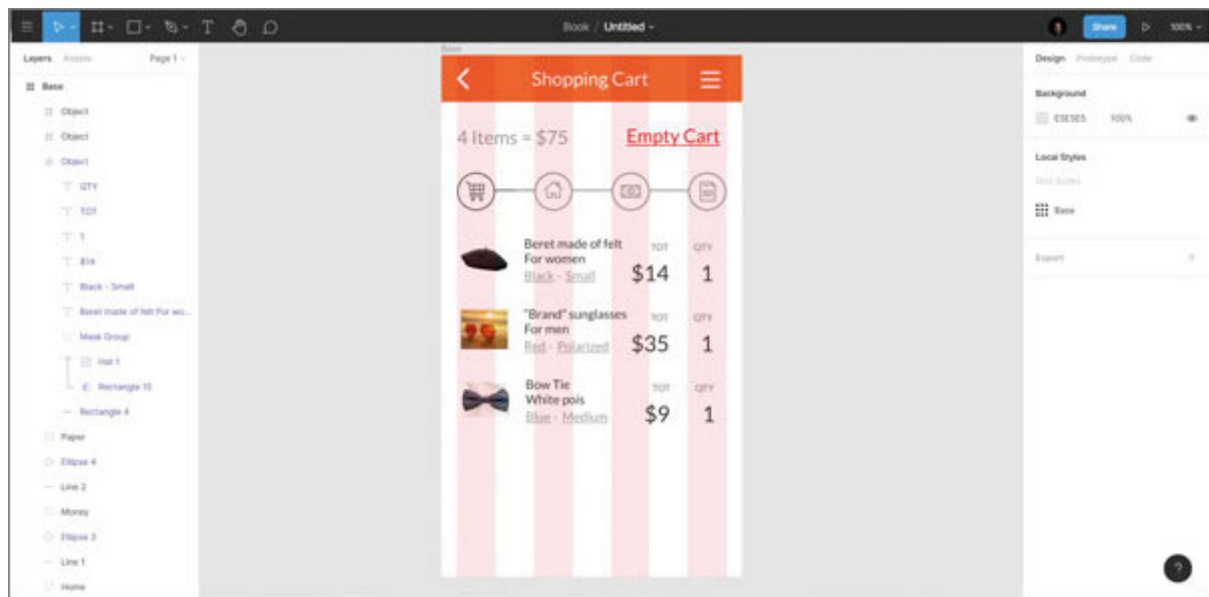 Book / Untitled
Share
100%
Layers Assets Page 1
Base
Object
Object
Object
QTY
TOT
1
$14
Black - Small
Beret made of felt For wo...
Mask Group
Hat 1
Rectangle 15
Rectangle 8
Paper
Ellipse 4
Line 2
Money
Ellipse 3
Line 1
Home
Base
Shopping Cart
4 Items = $75 Empty Cart
Beret made of felt TOT QTY
For women
Black - Small $14 1
"Brand" sunglasses TOT QTY
For men
Red - Polarized $35 1
Bow Tie TOT QTY
White pois
Blue - Medium $9 1
Design Prototype Code
Background
E5E5E5 100%
Local Styles
Grid Styles
Base
Export +
?